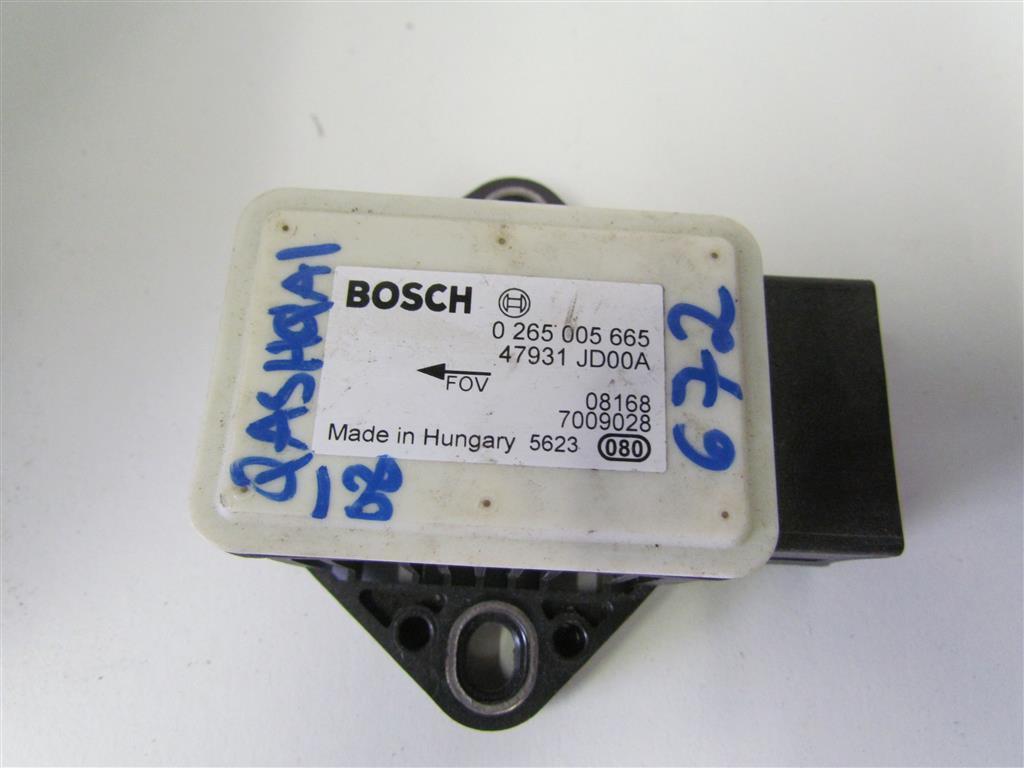 BOSCH
0 265 005 665
47931 JD00A
FOV
08168
7009028
Made in Hungary 5623 080
QASHQAI
-08
672